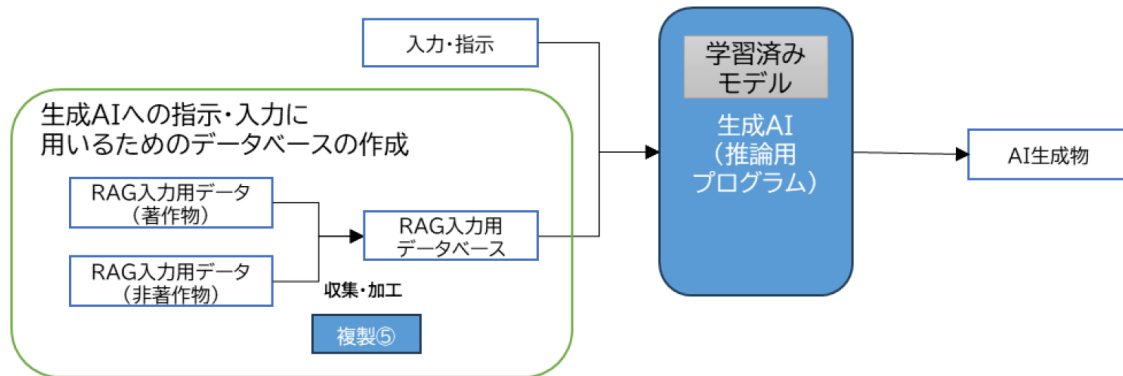 入力・指示
学習済み
モデル
生成AI
（推論用
プログラム）
AI生成物
生成AIへの指示・入力に
用いるためのデータベースの作成
RAG入力用データ
（著作物）
RAG入力用データ
（非著作物）
RAG入力用
データベース
収集・加工
複製⑤